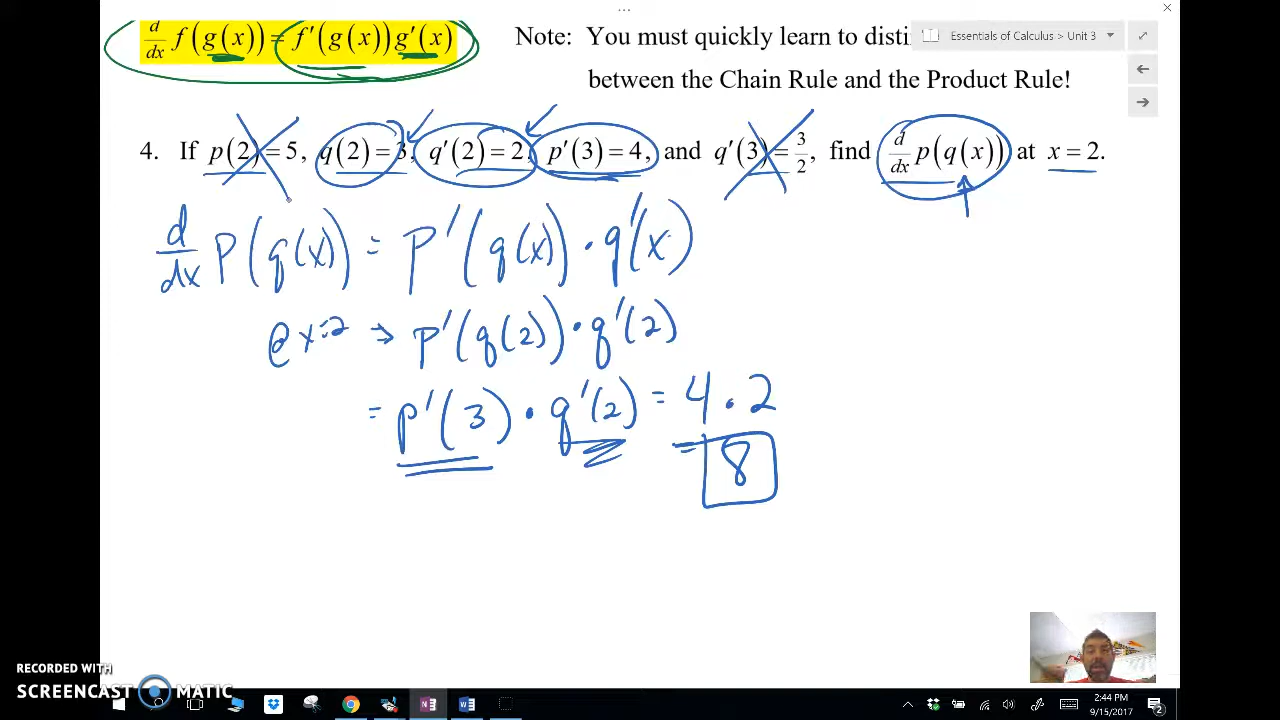 d/dx f(g(x)) = f′(g(x))g′(x)
Note: You must quickly learn to disti
Essentials of Calculus > Unit 3
between the Chain Rule and the Product Rule!
4. If p(2)=5, q(2)=3, q′(2)=2, p′(3)=4, and q′(3)=3/2, find d/dx p(q(x)) at x=2.
d/dx p(q(x)) = p′(q(x))·q′(x)
@ x=2 → p′(q(2))·q′(2)
= p′(3)·q′(2) = 4·2
= 8
RECORDED WITH
SCREENCAST MATIC
2:44 PM
9/15/2017
2